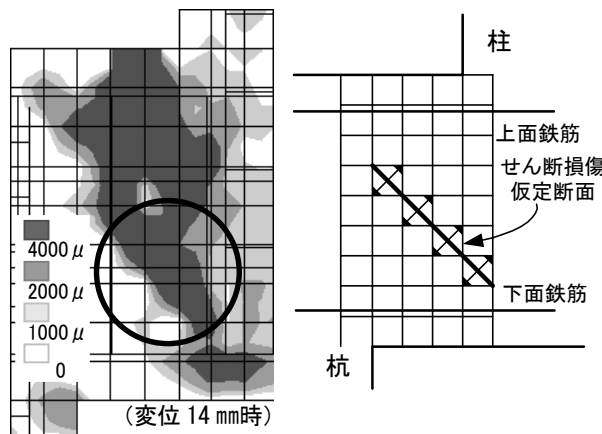 4000μ
2000μ
1000μ
0
(変位 14 mm時)
柱
上面鉄筋
せん断損傷
仮定断面
下面鉄筋
杭